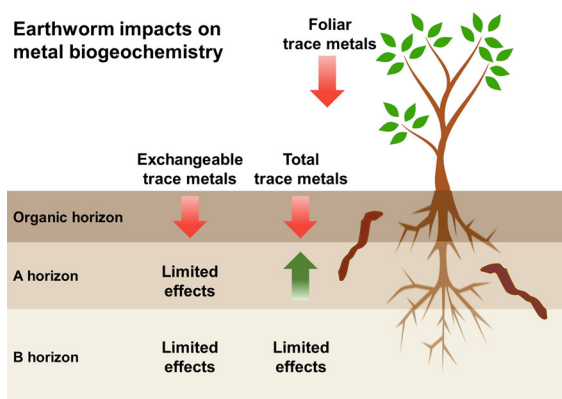 Earthworm impacts on
metal biogeochemistry
Foliar
trace metals
Exchangeable
trace metals
Total
trace metals
Organic horizon
A horizon
Limited
effects
B horizon
Limited
effects
Limited
effects